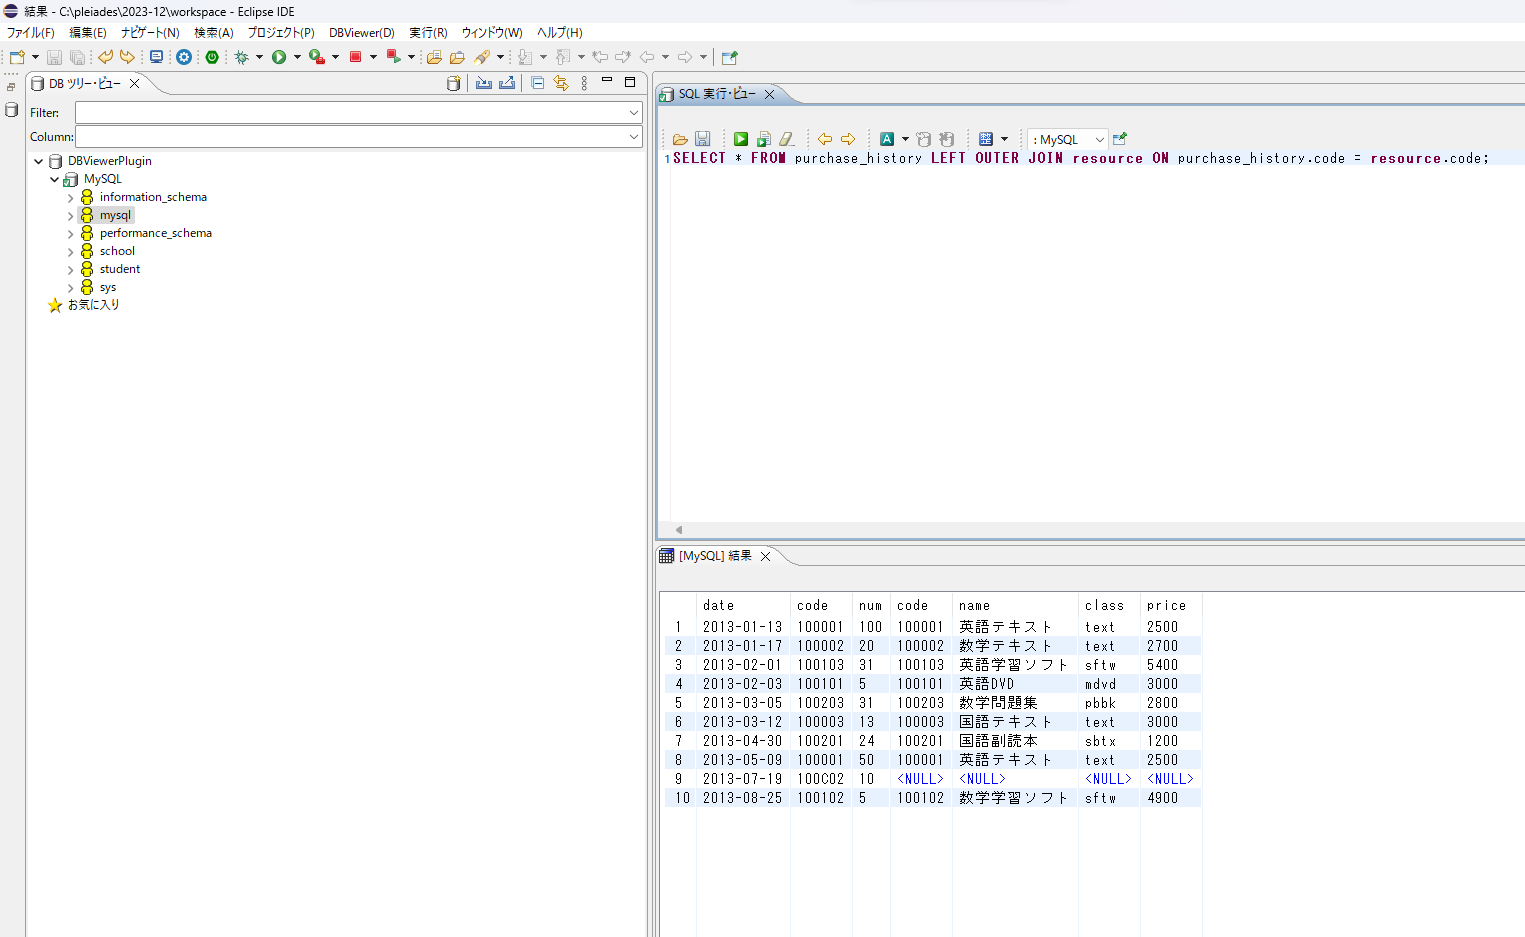 結果 - C:\pleiades\2023-12\workspace - Eclipse IDE
ファイル(F) 編集(E) ナビゲート(N) 検索(A) プロジェクト(P) DBViewer(D) 実行(R) ウィンドウ(W) ヘルプ(H)
DB ツリー・ビュー
Filter:
Column:
DBViewerPlugin
MySQL
information_schema
mysql
performance_schema
school
student
sys
お気に入り
SQL 実行・ビュー
A : MySQL
1 SELECT * FROM purchase_history LEFT OUTER JOIN resource ON purchase_history.code = resource.code;
[MySQL] 結果
date code num code name class price
1 2013-01-13 100001 100 100001 英語テキスト text 2500
2 2013-01-17 100002 20 100002 数学テキスト text 2700
3 2013-02-01 100103 31 100103 英語学習ソフト sftw 5400
4 2013-02-03 100101 5 100101 英語DVD mdvd 3000
5 2013-03-05 100203 31 100203 数学問題集 pbbk 2800
6 2013-03-12 100003 13 100003 国語テキスト text 3000
7 2013-04-30 100201 24 100201 国語副読本 sbtx 1200
8 2013-05-09 100001 50 100001 英語テキスト text 2500
9 2013-07-19 100C02 10 <NULL> <NULL> <NULL> <NULL>
10 2013-08-25 100102 5 100102 数学学習ソフト sftw 4900